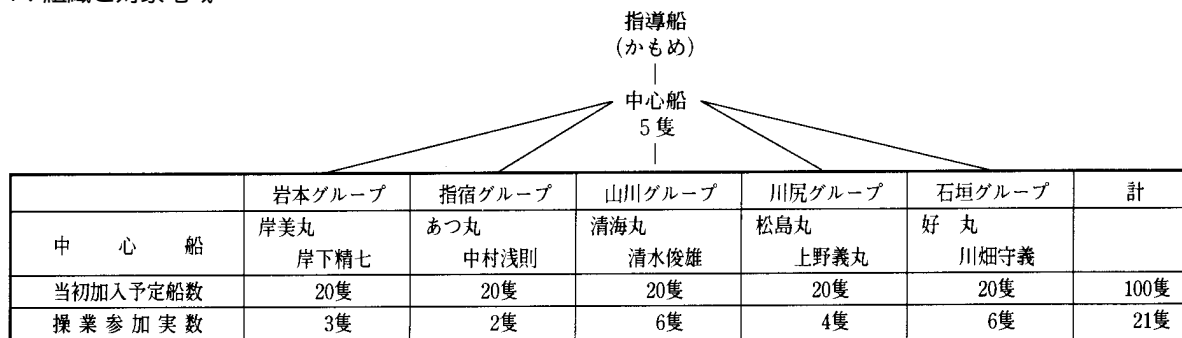 指導船
(かもめ)
中心船
5隻
岩本グループ 指宿グループ 山川グループ 川尻グループ 石垣グループ 計
中心船 岸美丸 あつ丸 清海丸 松島丸 好丸
岸下精七 中村浅則 清水俊雄 上野義丸 川畑守義
当初加入予定船数 20隻 20隻 20隻 20隻 20隻 100隻
操業参加実数 3隻 2隻 6隻 4隻 6隻 21隻